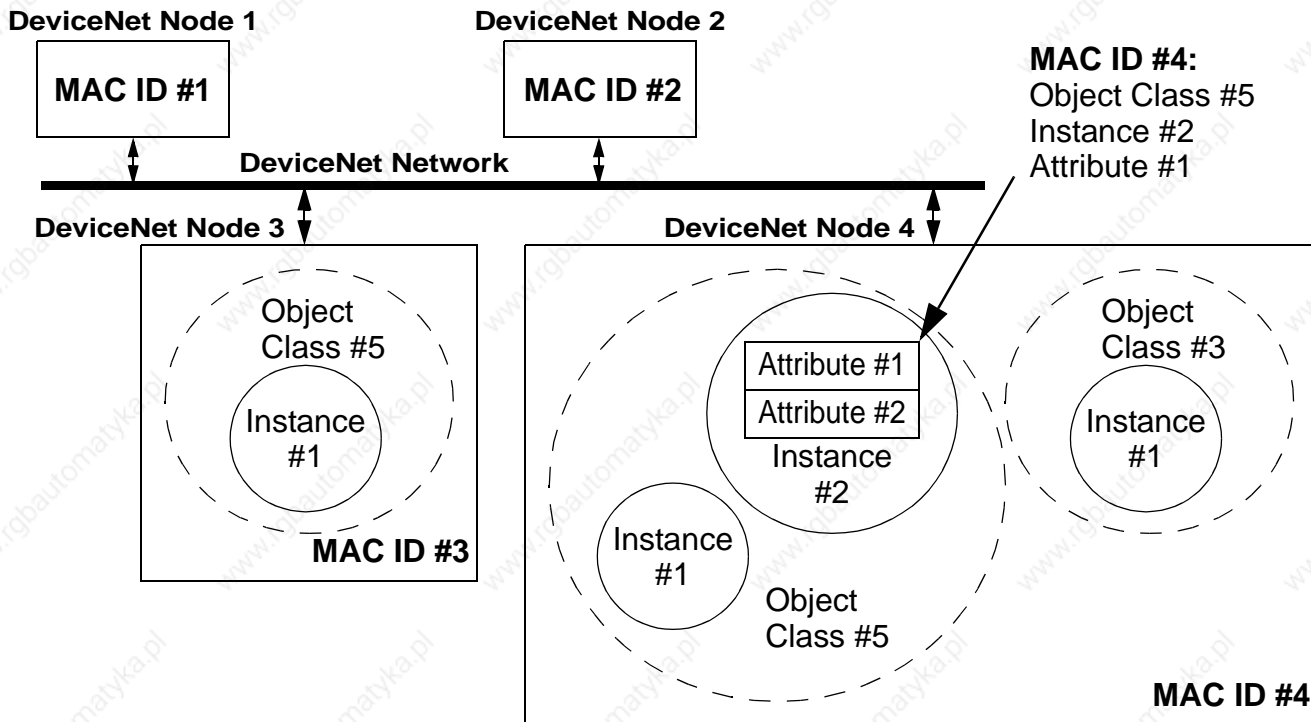 DeviceNet Node 1
MAC ID #1
DeviceNet Node 2
MAC ID #2
MAC ID #4:
Object Class #5
Instance #2
Attribute #1
DeviceNet Network
DeviceNet Node 3
Object
Class #5
Instance
#1
MAC ID #3
DeviceNet Node 4
Attribute #1
Attribute #2
Instance
#2
Instance
#1
Object
Class #5
Object
Class #3
Instance
#1
MAC ID #4
www.rgbautomatyka.pl